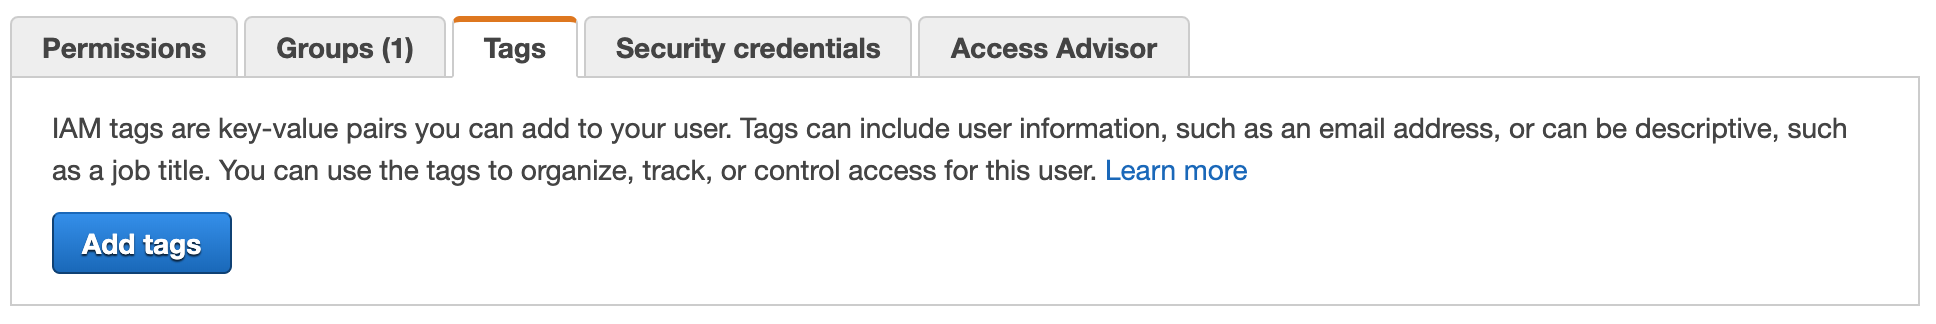 Permissions Groups (1) Tags Security credentials Access Advisor
IAM tags are key-value pairs you can add to your user. Tags can include user information, such as an email address, or can be descriptive, such
as a job title. You can use the tags to organize, track, or control access for this user. Learn more
Add tags